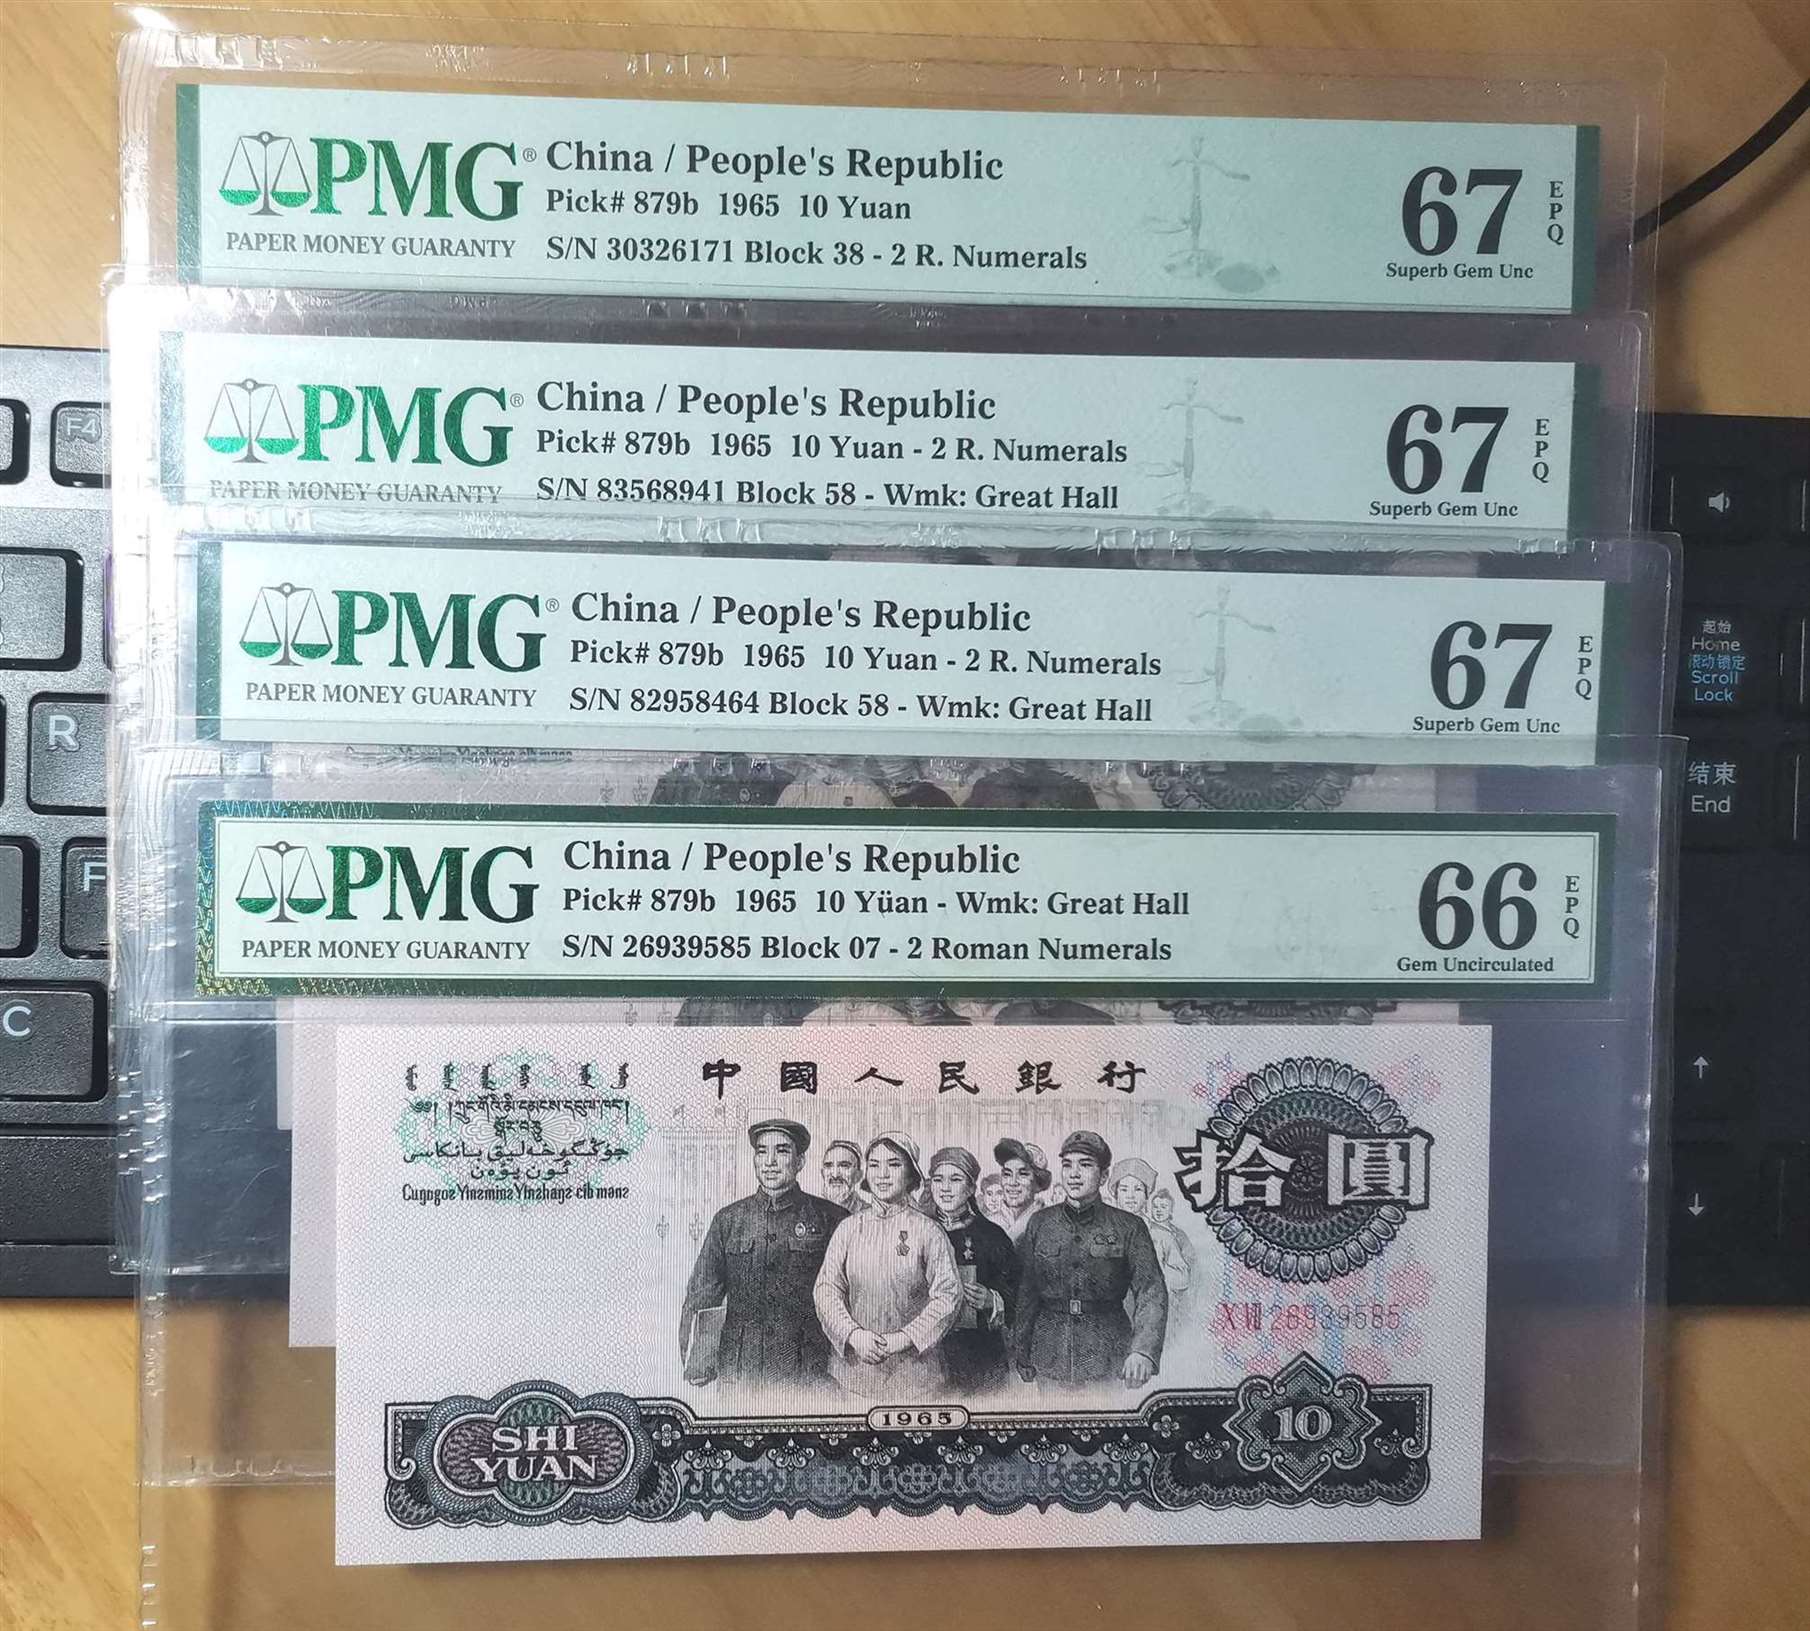 PMG®
PAPER MONEY GUARANTY
China / People's Republic
Pick# 879b 1965 10 Yuan
S/N 30326171 Block 38 - 2 R. Numerals
67
EPQ
Superb Gem Unc
PMG®
PAPER MONEY GUARANTY
China / People's Republic
Pick# 879b 1965 10 Yuan - 2 R. Numerals
S/N 83568941 Block 58 - Wmk: Great Hall
67
EPQ
Superb Gem Unc
PMG®
PAPER MONEY GUARANTY
China / People's Republic
Pick# 879b 1965 10 Yuan - 2 R. Numerals
S/N 82958464 Block 58 - Wmk: Great Hall
67
EPQ
Superb Gem Unc
PMG
PAPER MONEY GUARANTY
China / People's Republic
Pick# 879b 1965 10 Yüan - Wmk: Great Hall
S/N 26939585 Block 07 - 2 Roman Numerals
66
EPQ
Gem Uncirculated
中國人民銀行
拾圓
26939585
1965
SHI
YUAN
10
F4
R
F
C
起始
Home
滚动锁定
Scroll
Lock
结束
End
↑
↓